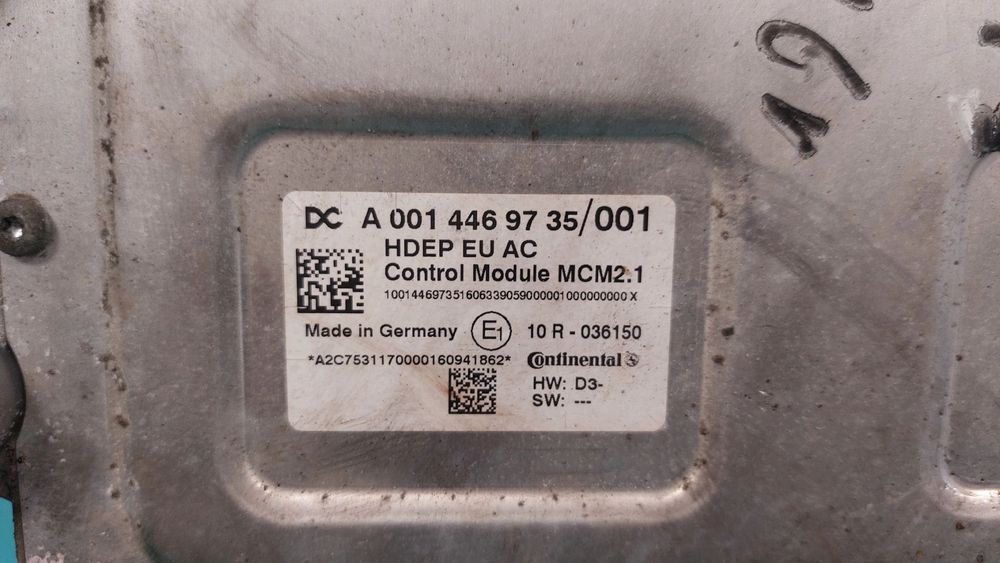 DC A 001 446 97 35/001
HDEP EU AC
Control Module MCM2.1
10014469735160633905900001000000000 X
Made in Germany E1 10 R - 036150
*A2C7531170000160941862* Continental
HW: D3-
SW: ---